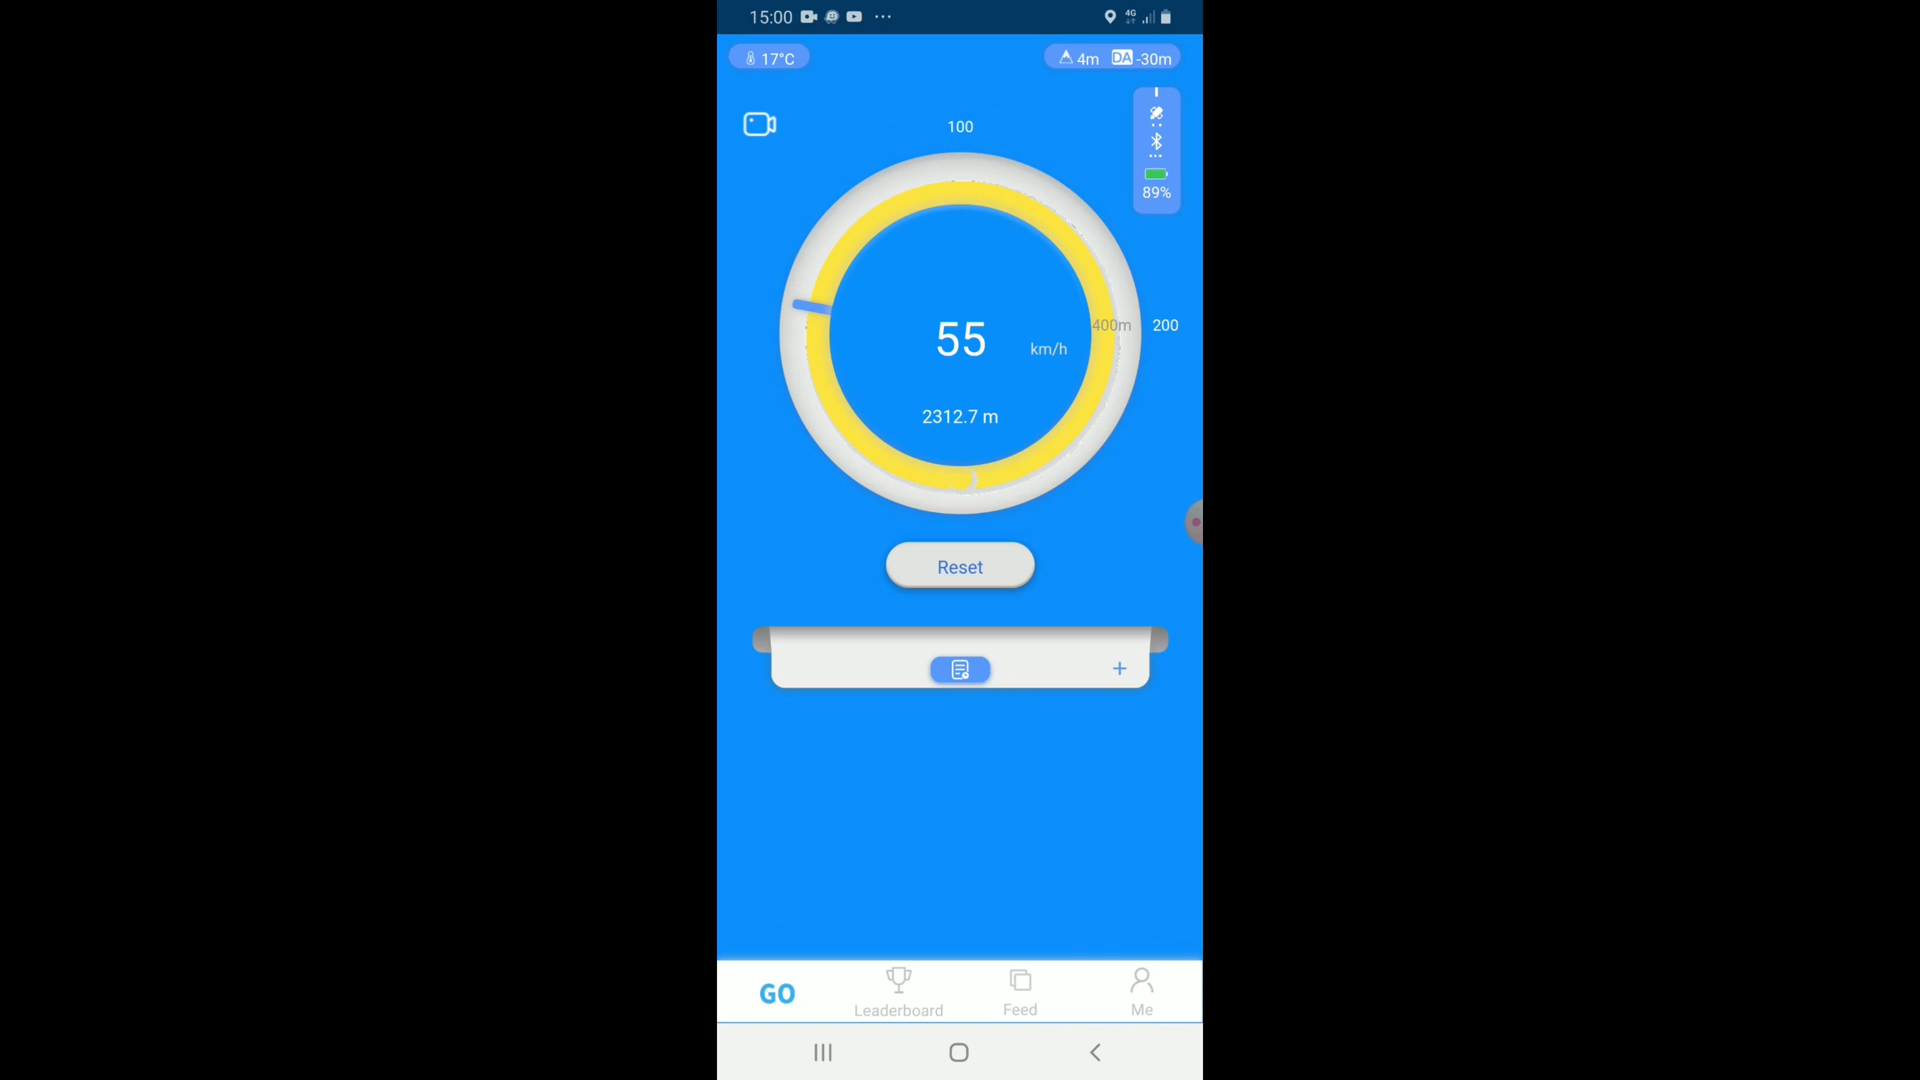 15:00
4G
17°C
4m DA -30m
89%
100
400m
200
55
km/h
2312.7 m
Reset
+
GO
Leaderboard
Feed
Me